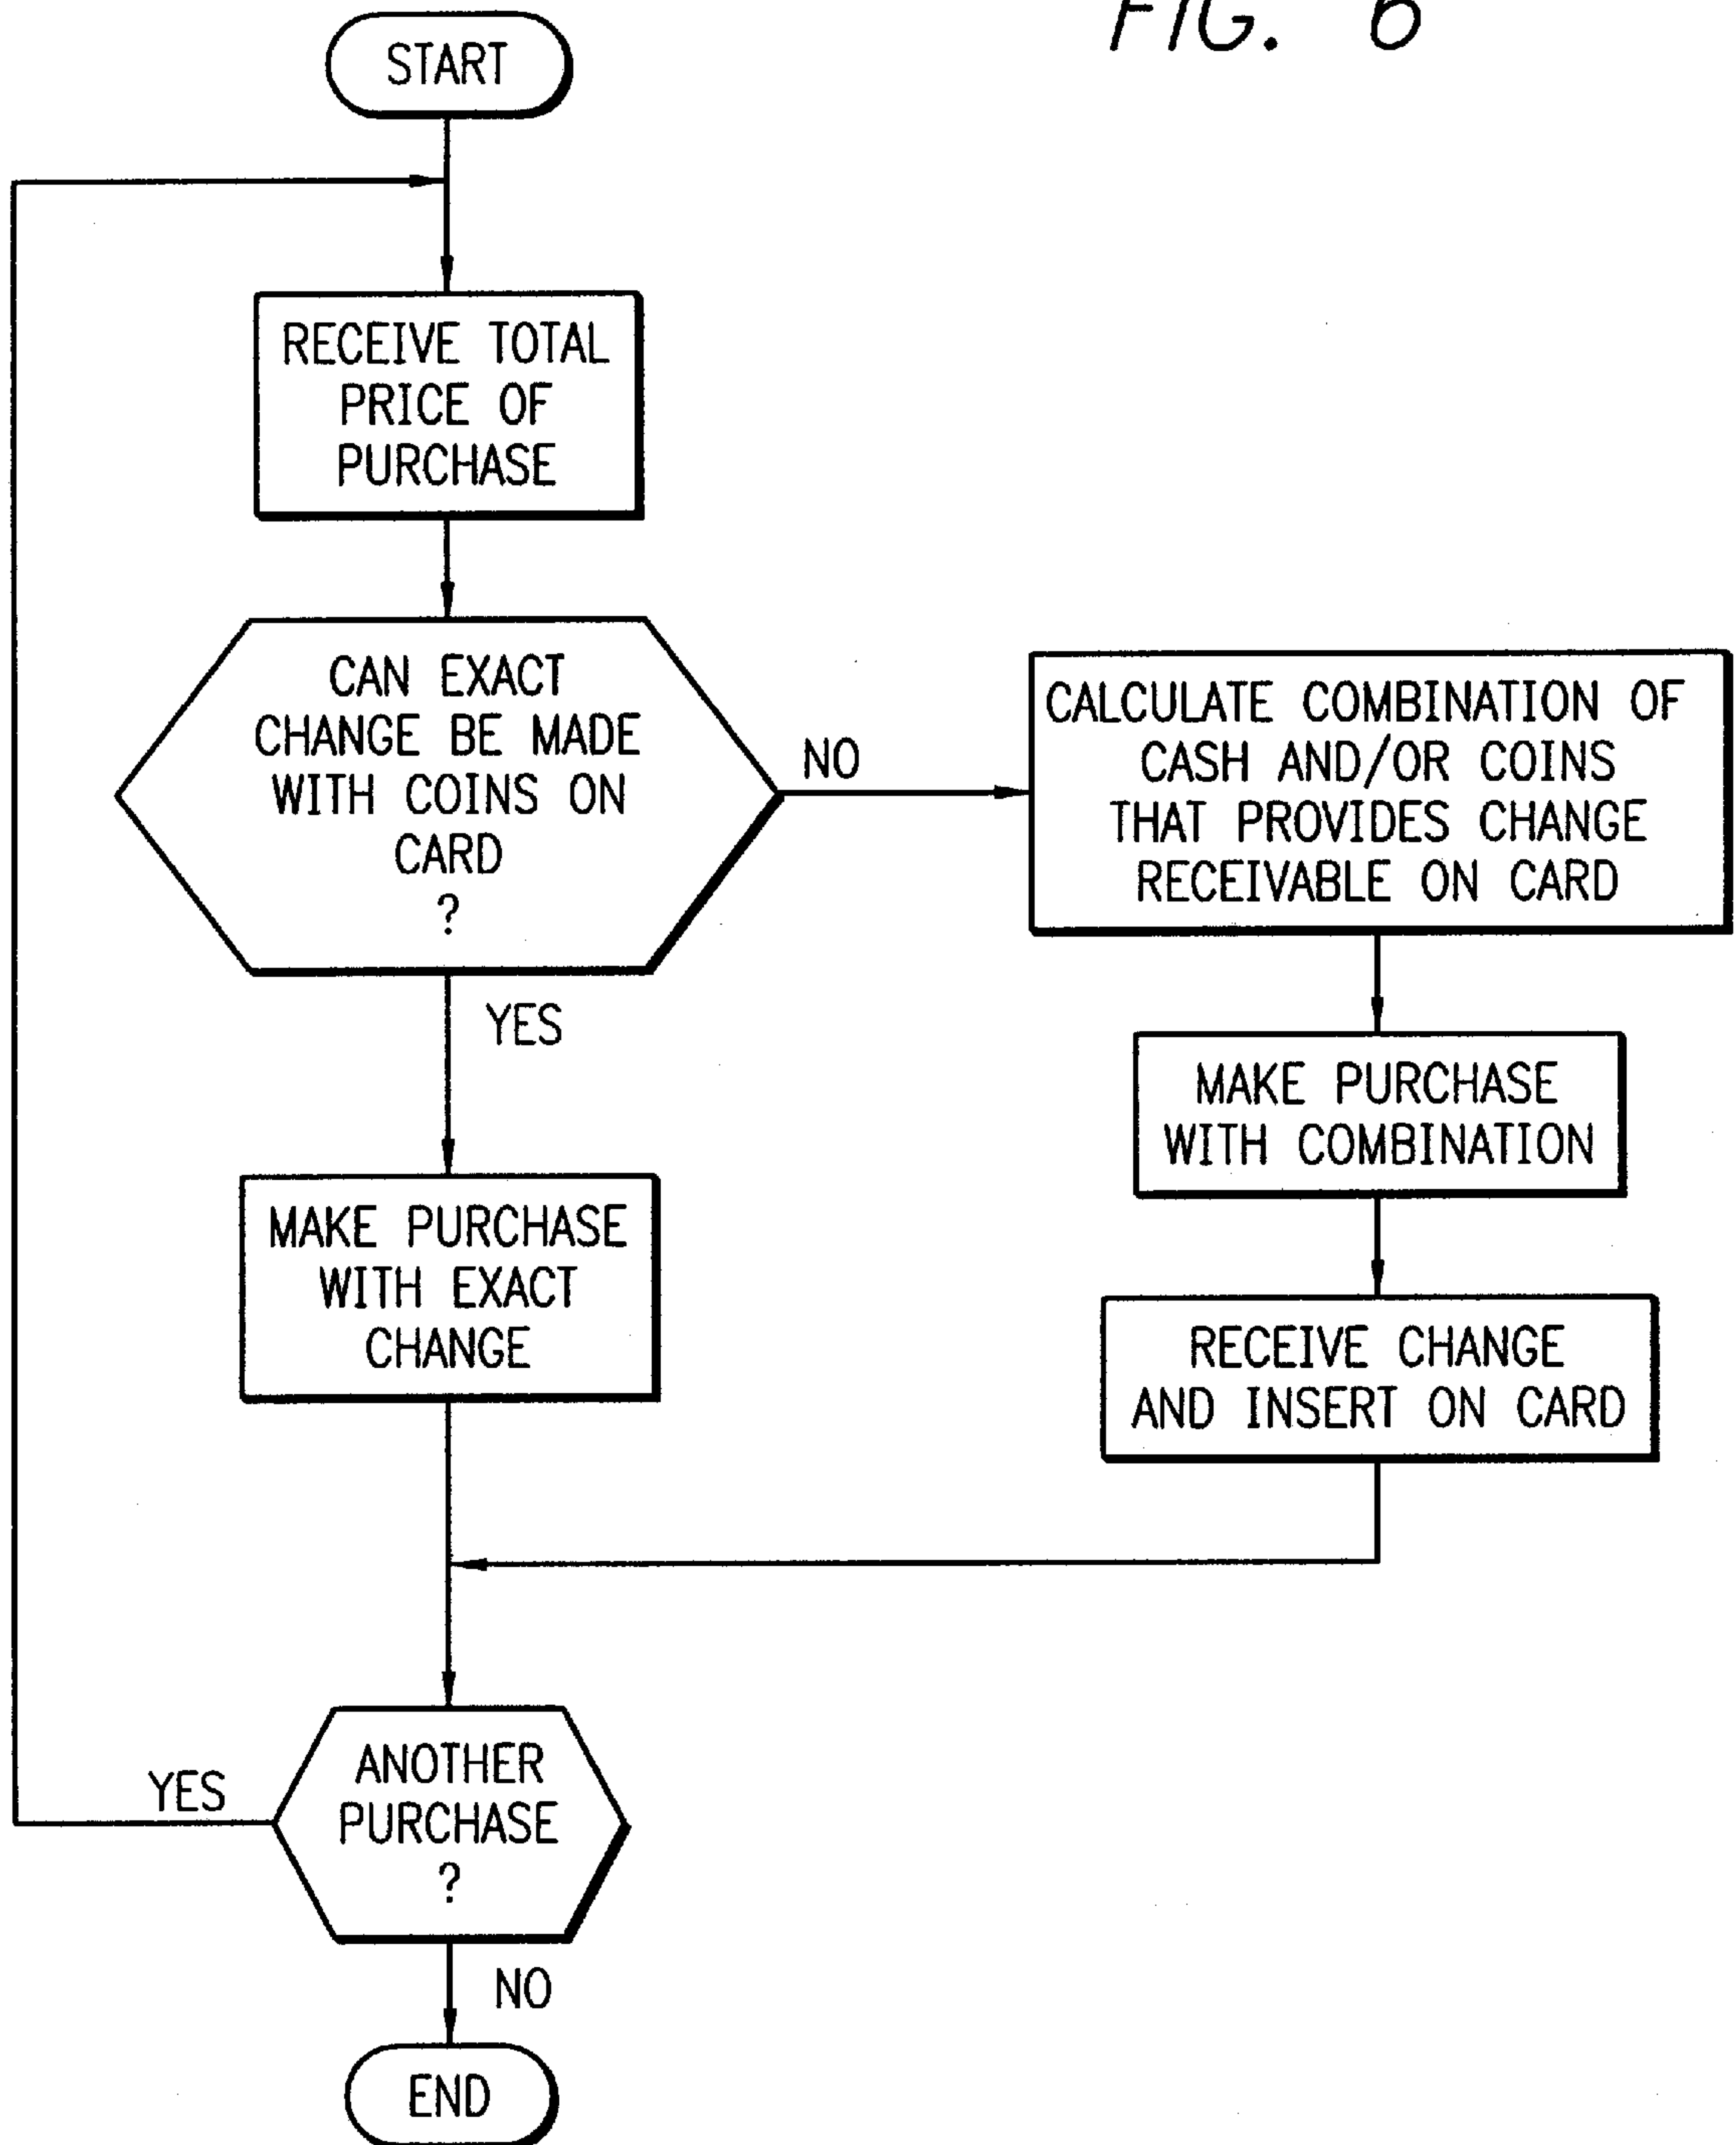 FIG. 6
START
RECEIVE TOTAL
PRICE OF
PURCHASE
CAN EXACT
CHANGE BE MADE
WITH COINS ON
CARD
?
NO
CALCULATE COMBINATION OF
CASH AND/OR COINS
THAT PROVIDES CHANGE
RECEIVABLE ON CARD
YES
MAKE PURCHASE
WITH COMBINATION
MAKE PURCHASE
WITH EXACT
CHANGE
RECEIVE CHANGE
AND INSERT ON CARD
YES
ANOTHER
PURCHASE
?
NO
END